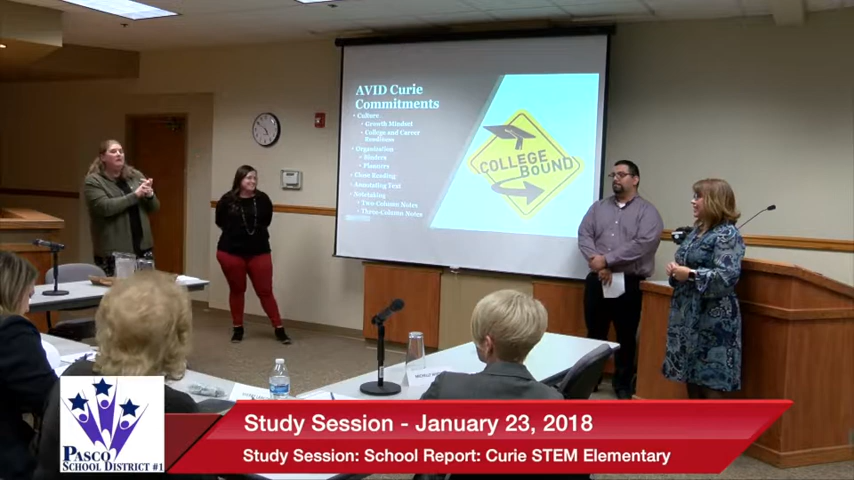 AVID Curie
Commitments
• Culture
• Growth Mindset
• College and Career
Readiness
• Organization
• Binders
• Planners
• Close Reading
• Annotating Text
• Notetaking
• Two-Column Notes
• Three-Column Notes
COLLEGE
BOUND
Study Session - January 23, 2018
Study Session: School Report: Curie STEM Elementary
PASCO
SCHOOL DISTRICT #1